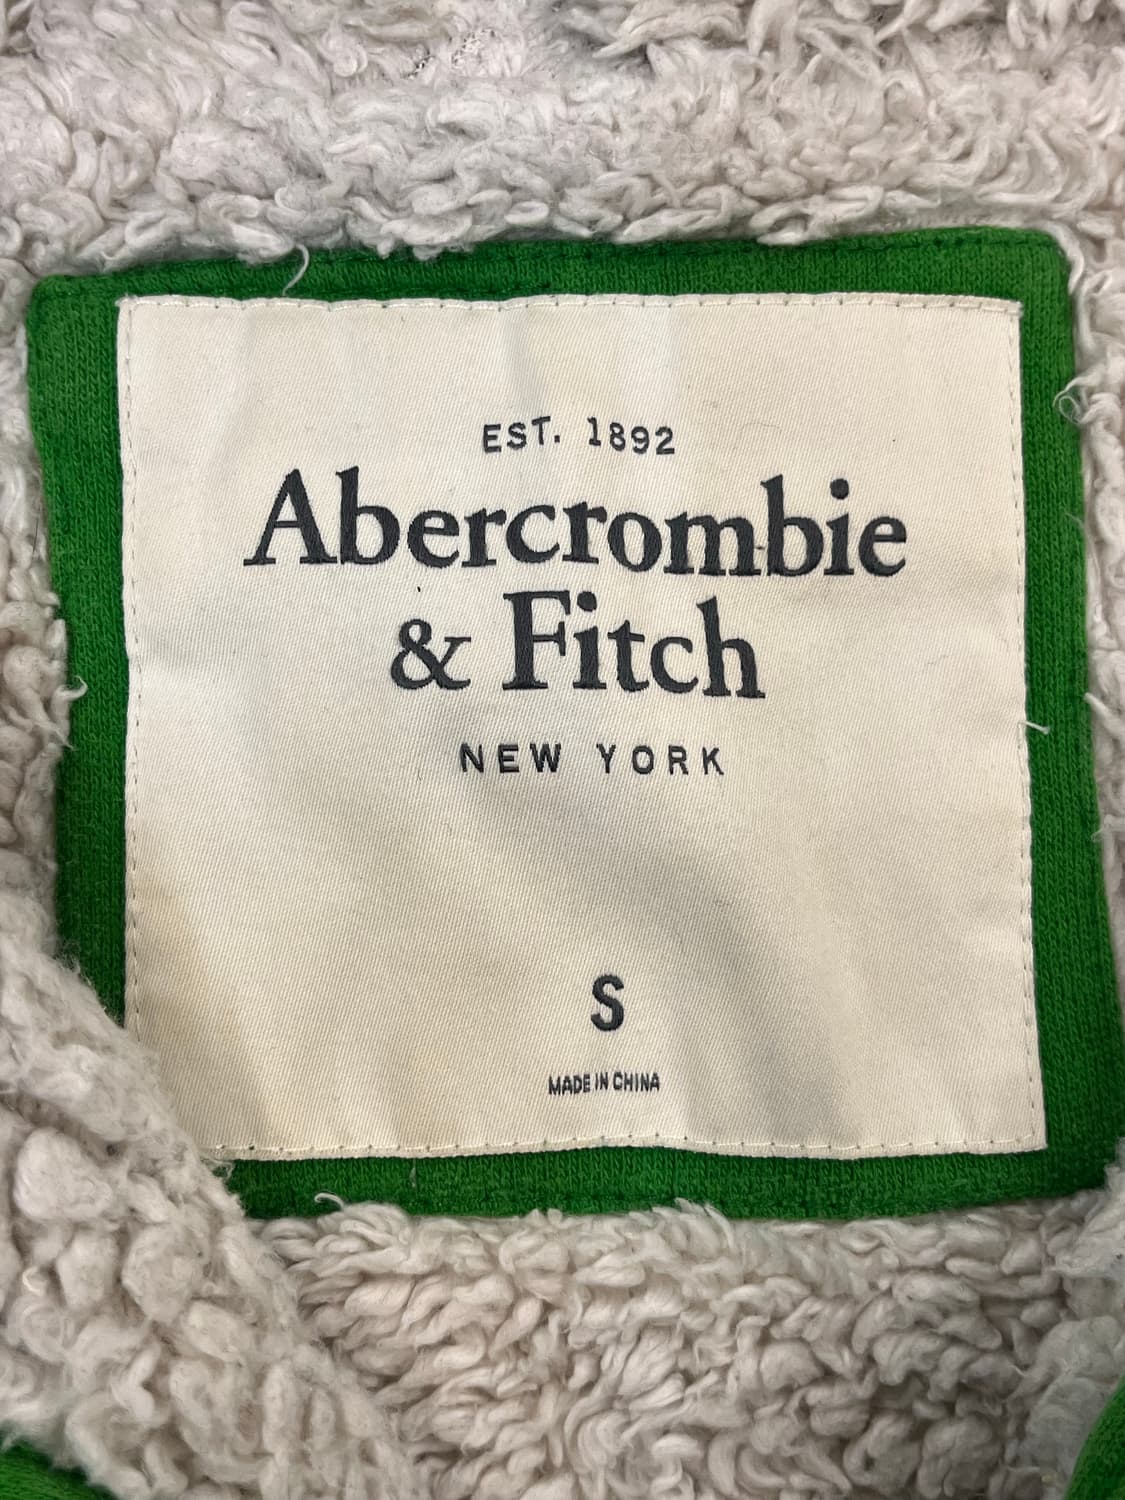 EST. 1892
Abercrombie
& Fitch
NEW YORK
S
MADE IN CHINA